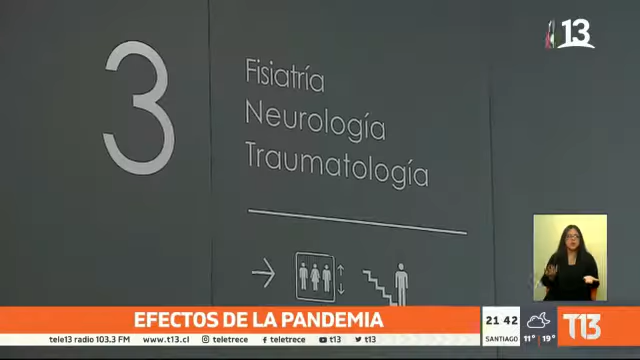 13
3
Fisiatría
Neurología
Traumatología
EFECTOS DE LA PANDEMIA
21 42
SANTIAGO
11° 19°
T13
tele13 radio 103.3 FM
www.t13.cl
teletrece
teletrece
t13
t13